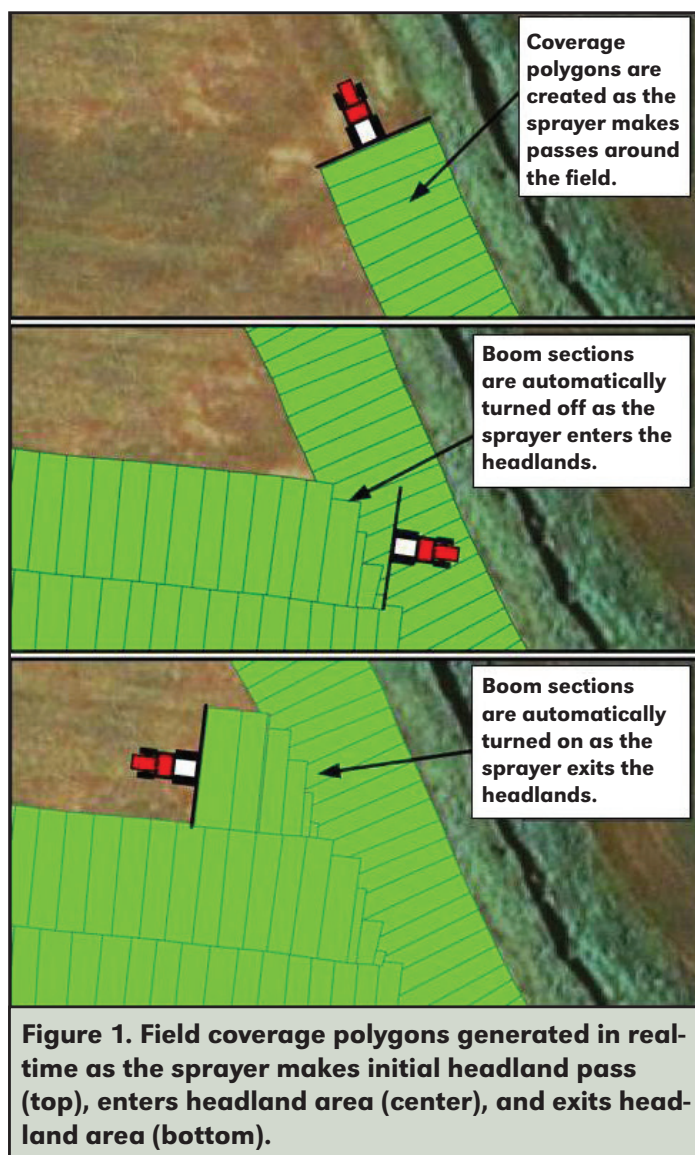 Coverage
polygons are
created as the
sprayer makes
passes around
the field.
Boom sections
are automatically
turned off as the
sprayer enters the
headlands.
Boom sections
are automatically
turned on as the
sprayer exits the
headlands.
Figure 1. Field coverage polygons generated in real-
time as the sprayer makes initial headland pass
(top), enters headland area (center), and exits head-
land area (bottom).